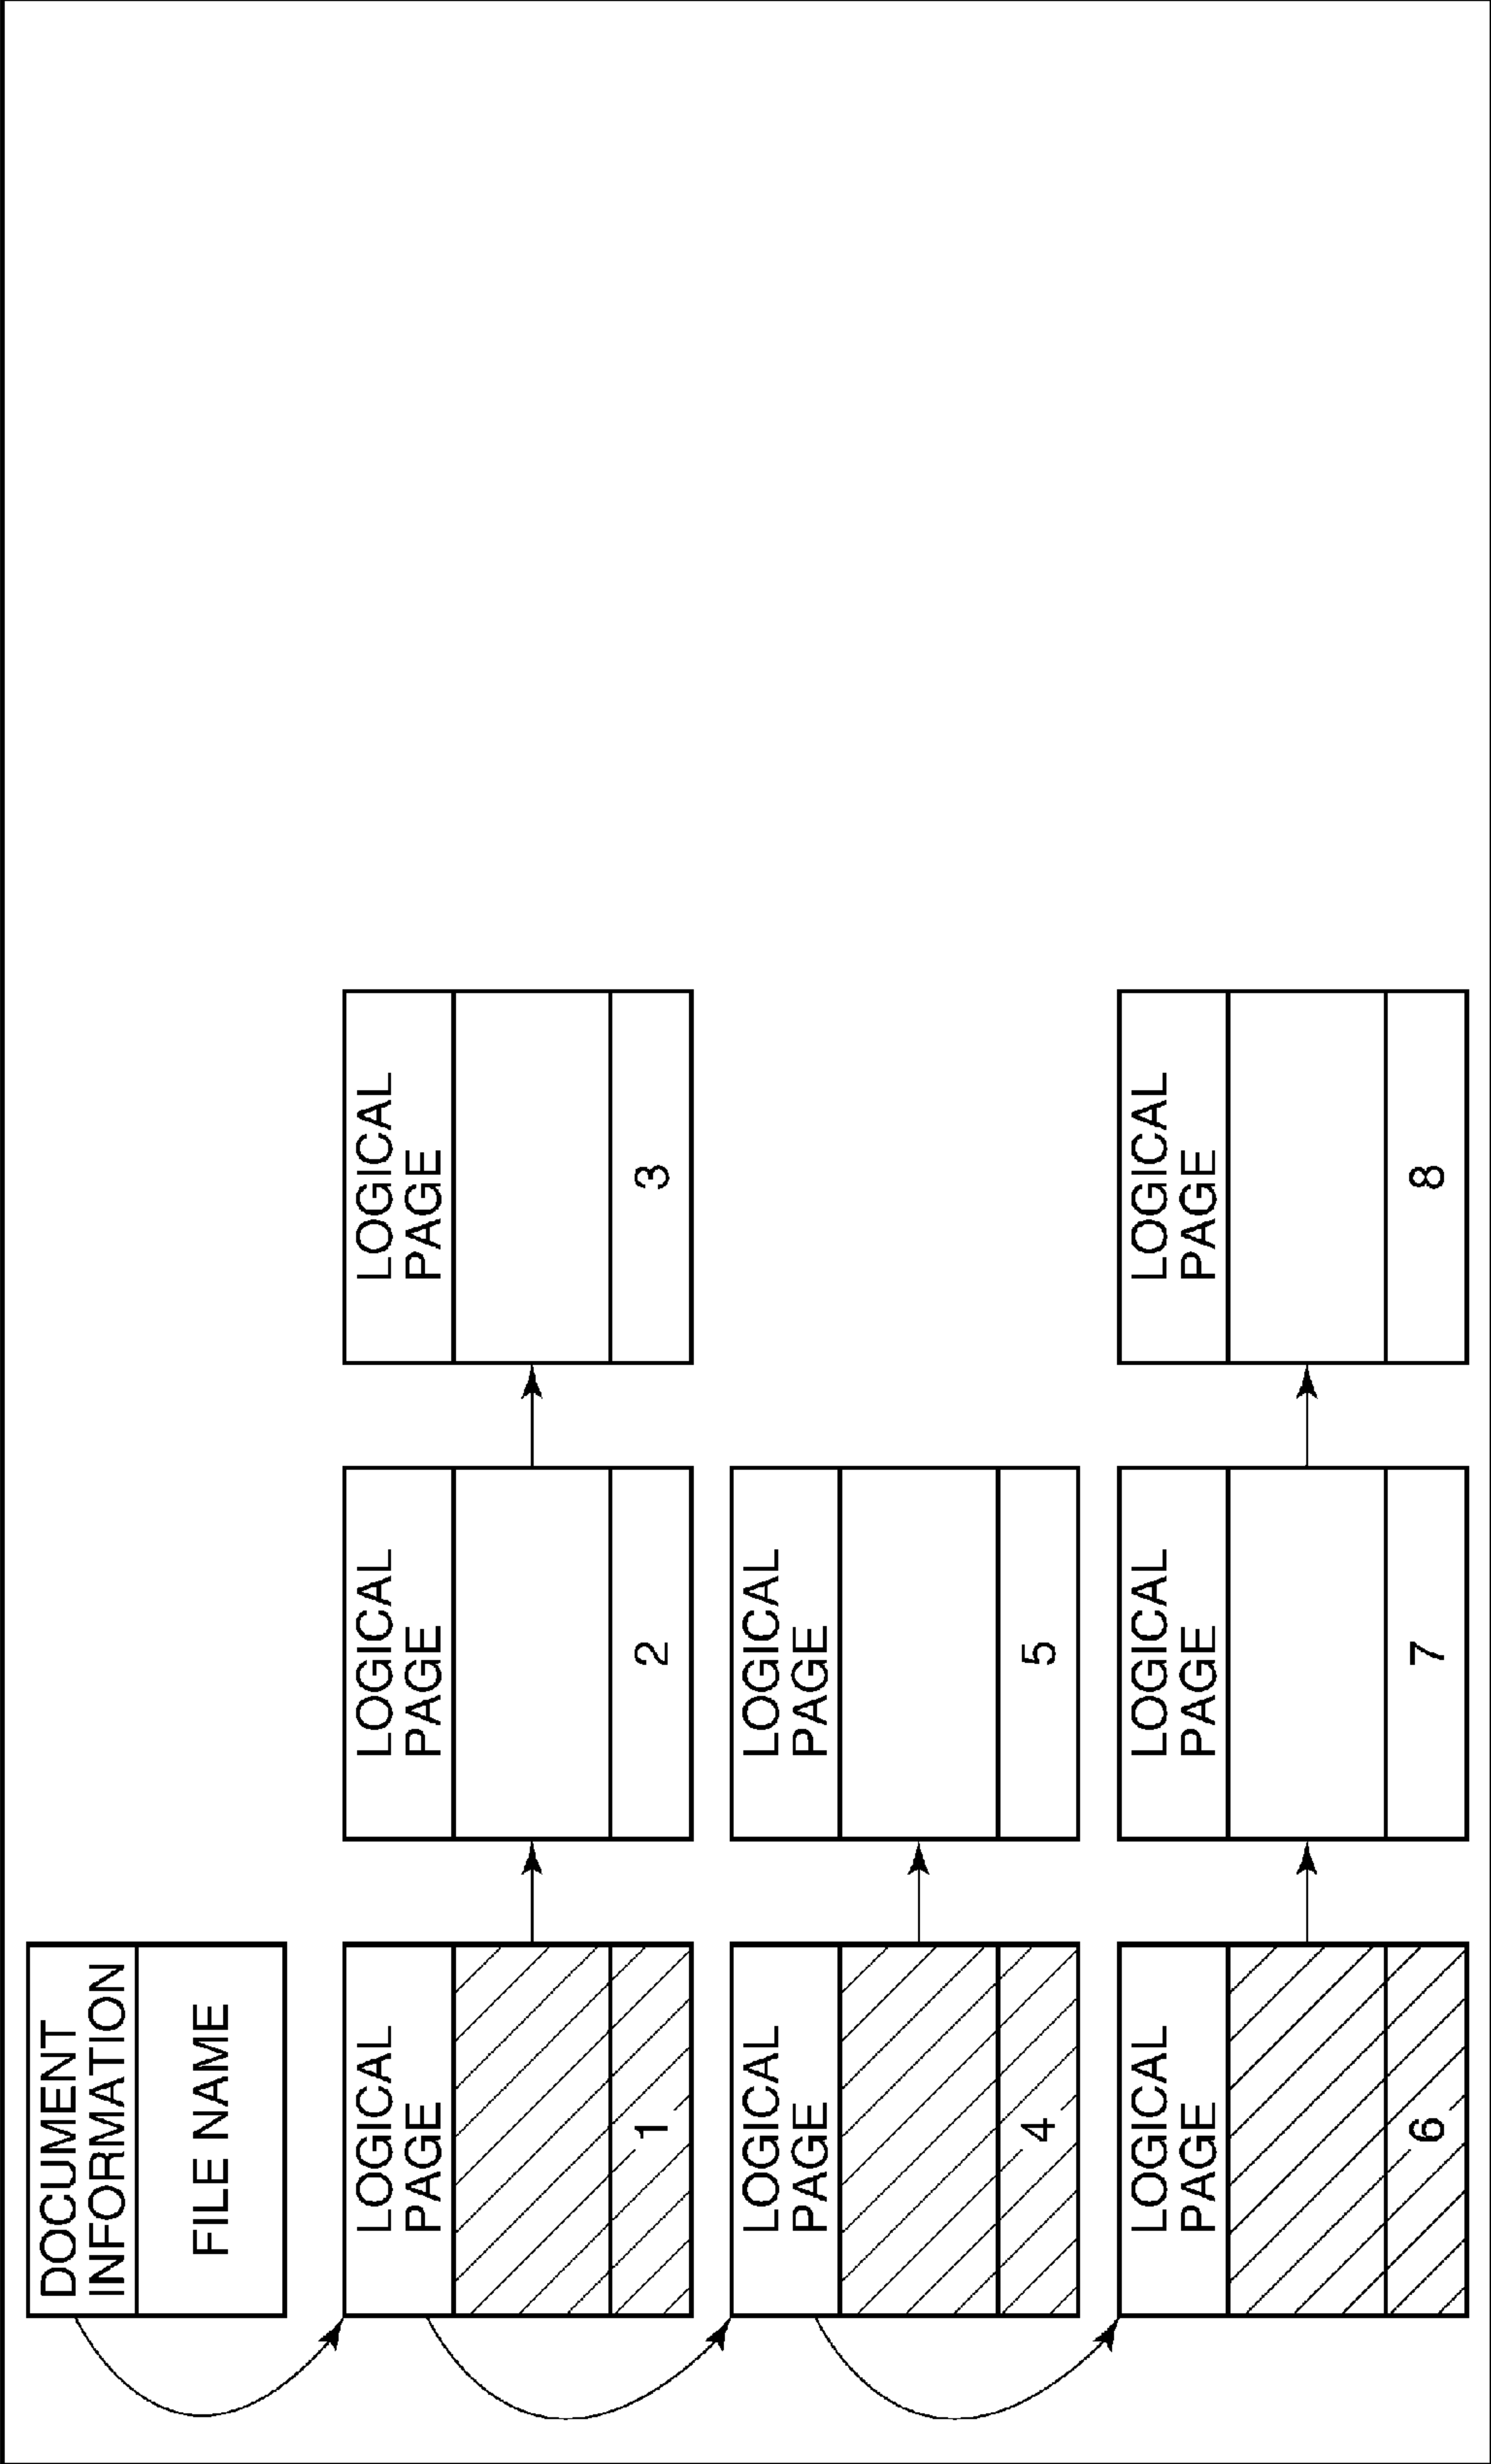 DOCUMENT
INFORMATION
FILE NAME
LOGICAL
PAGE
1
LOGICAL
PAGE
2
LOGICAL
PAGE
3
LOGICAL
PAGE
4
LOGICAL
PAGE
5
LOGICAL
PAGE
6
LOGICAL
PAGE
7
LOGICAL
PAGE
8